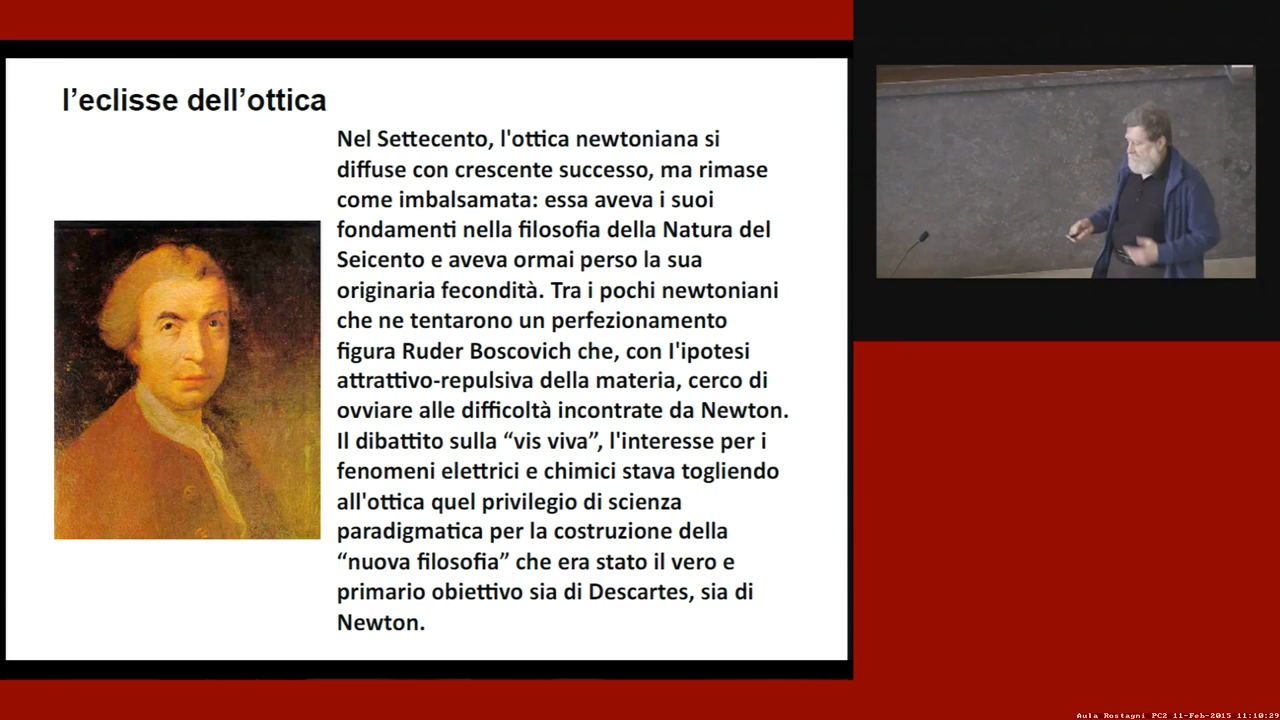 l’eclisse dell’ottica
Nel Settecento, l'ottica newtoniana si
diffuse con crescente successo, ma rimase
come imbalsamata: essa aveva i suoi
fondamenti nella filosofia della Natura del
Seicento e aveva ormai perso la sua
originaria fecondità. Tra i pochi newtoniani
che ne tentarono un perfezionamento
figura Ruder Boscovich che, con l'ipotesi
attrattivo-repulsiva della materia, cerco di
ovviare alle difficoltà incontrate da Newton.
Il dibattito sulla “vis viva”, l'interesse per i
fenomeni elettrici e chimici stava togliendo
all'ottica quel privilegio di scienza
paradigmatica per la costruzione della
“nuova filosofia” che era stato il vero e
primario obiettivo sia di Descartes, sia di
Newton.
Aula Rostagni PC2 11-Feb-2015 11:10:29